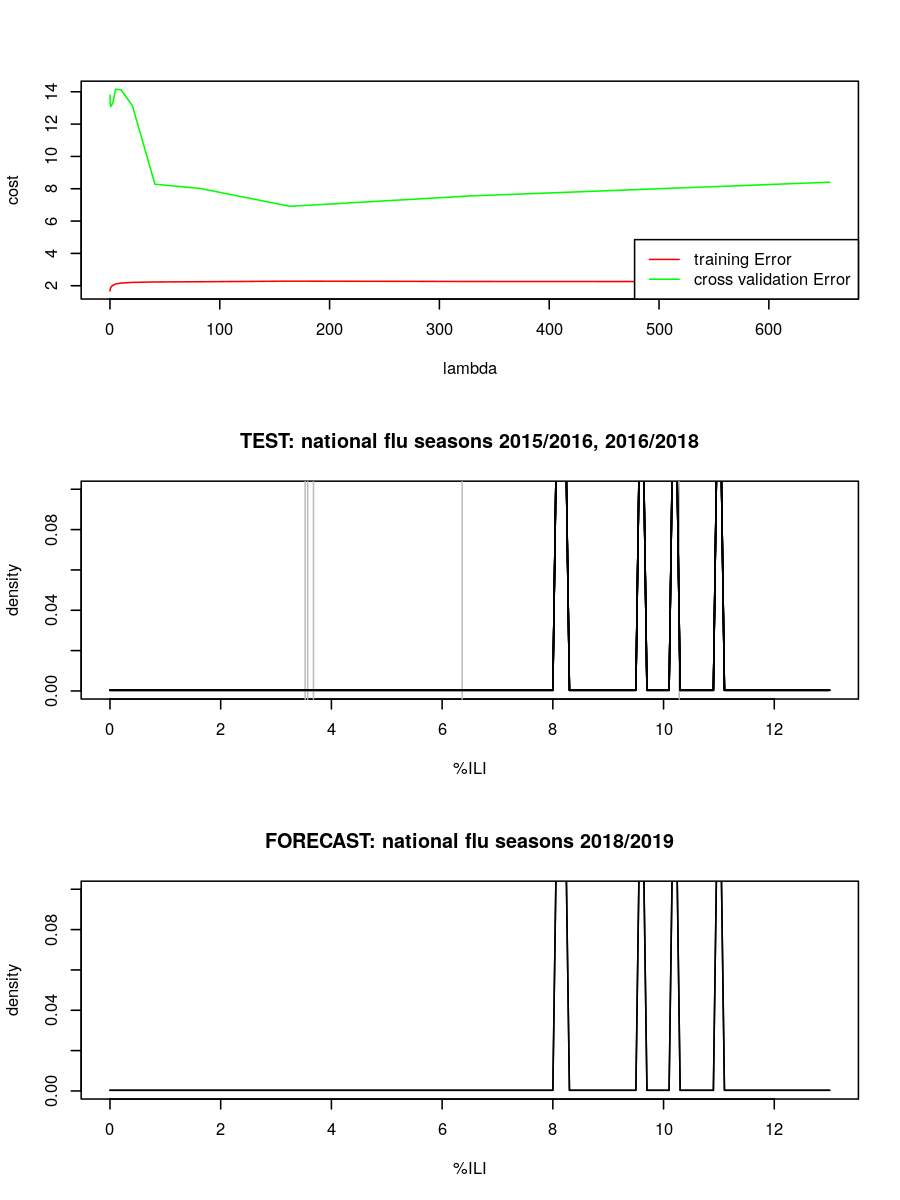 14
12
10
8
6
4
2
cost
training Error
cross validation Error
0 100 200 300 400 500 600
lambda
TEST: national flu seasons 2015/2016, 2016/2018
0.08
0.04
0.00
density
0 2 4 6 8 10 12
%ILI
FORECAST: national flu seasons 2018/2019
0.08
0.04
0.00
density
0 2 4 6 8 10 12
%ILI